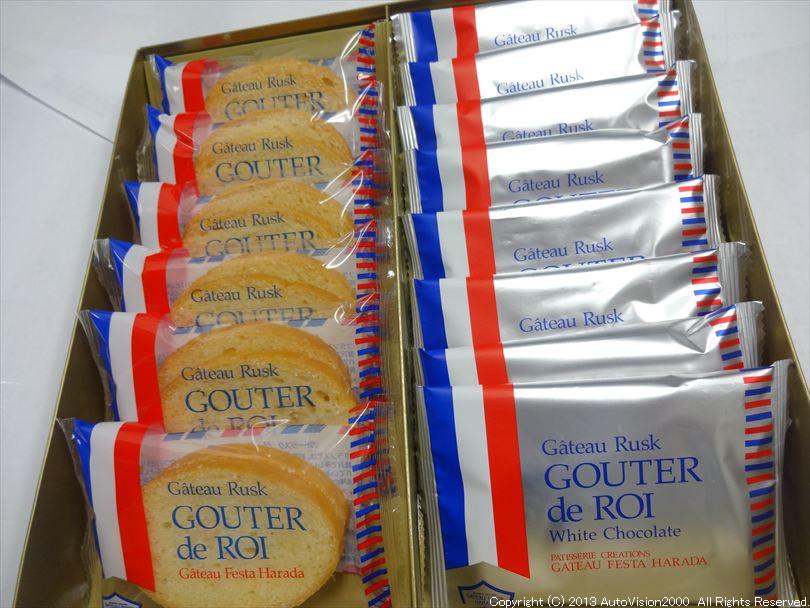 Gâteau Rusk
GOUTER
Gâteau Rusk
GOUTER
Gâteau Rusk
GOUTER
Gâteau Rusk
GOUTER
Gâteau Rusk
GOUTER
de ROI
Gâteau Rusk
GOUTER
de ROI
Gâteau Festa Harada
Gâteau Rusk
Gâteau Rusk
Gâteau Rusk
Gâteau Rusk
GOUTER
Gâteau Rusk
GOUTER
Gâteau Rusk
Gâteau Rusk
GOUTER
de ROI
White Chocolate
PATISSERIE CREATIONS
GATEAU FESTA HARADA
Copyright (C) 2013 AutoVision2000 All Rights Reserved.